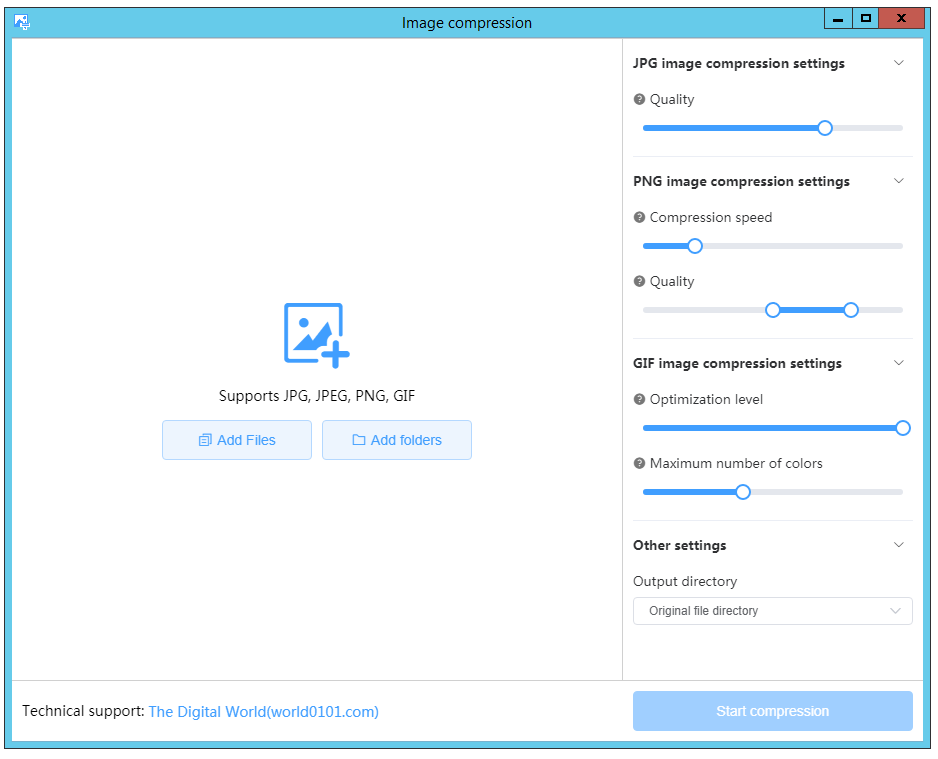 Image compression
JPG image compression settings
Quality
PNG image compression settings
Compression speed
Quality
GIF image compression settings
Optimization level
Maximum number of colors
Other settings
Output directory
Original file directory
Supports JPG, JPEG, PNG, GIF
Add Files
Add folders
Technical support: The Digital World(world0101.com)
Start compression